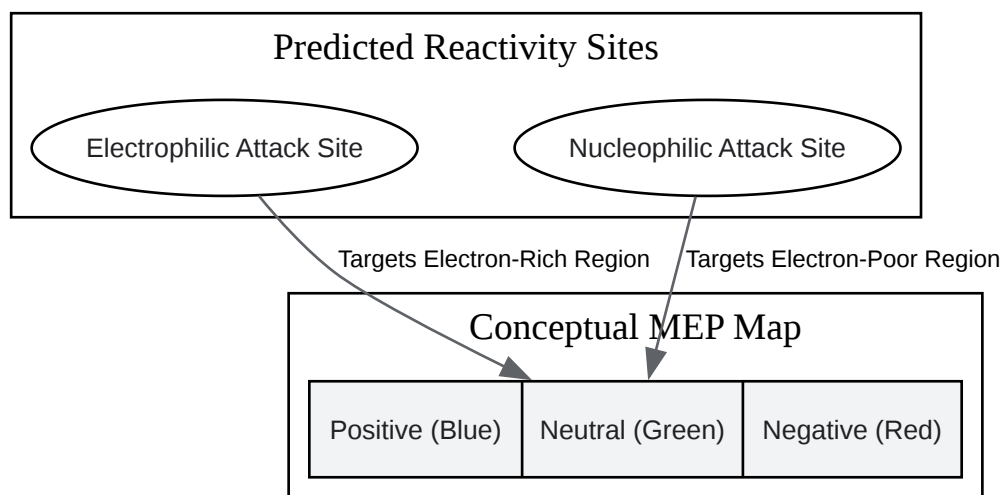 Predicted Reactivity Sites
Electrophilic Attack Site
Nucleophilic Attack Site
Targets Electron-Rich Region
Targets Electron-Poor Region
Conceptual MEP Map
Positive (Blue)
Neutral (Green)
Negative (Red)